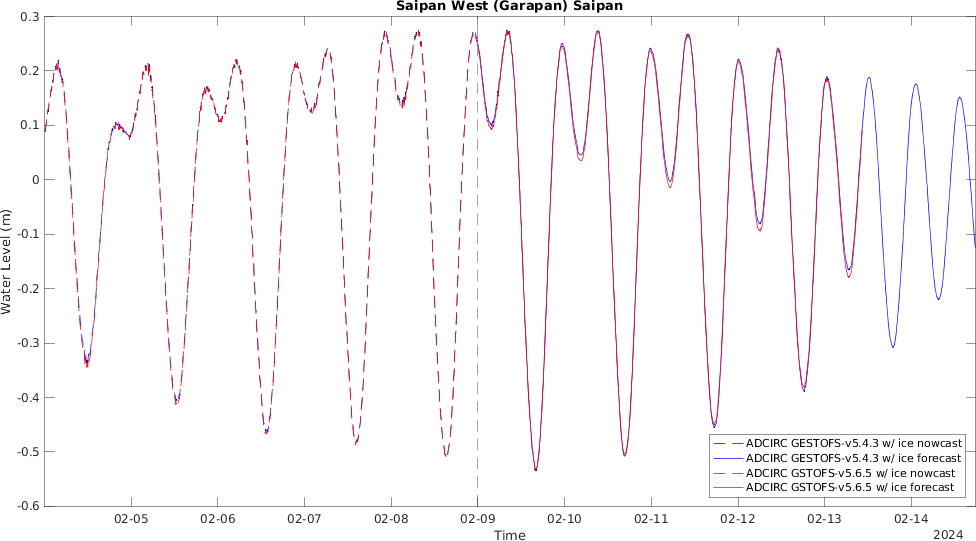 Saipan West (Garapan) Saipan
0.3
0.2
0.1
0
-0.1
-0.2
-0.3
-0.4
-0.5
-0.6
Water Level (m)
ADCIRC GESTOFS-v5.4.3 w/ ice nowcast
ADCIRC GESTOFS-v5.4.3 w/ ice forecast
ADCIRC GSTOFS-v5.6.5 w/ ice nowcast
ADCIRC GSTOFS-v5.6.5 w/ ice forecast
02-05 02-06 02-07 02-08 02-09 02-10 02-11 02-12 02-13 02-14
Time
2024